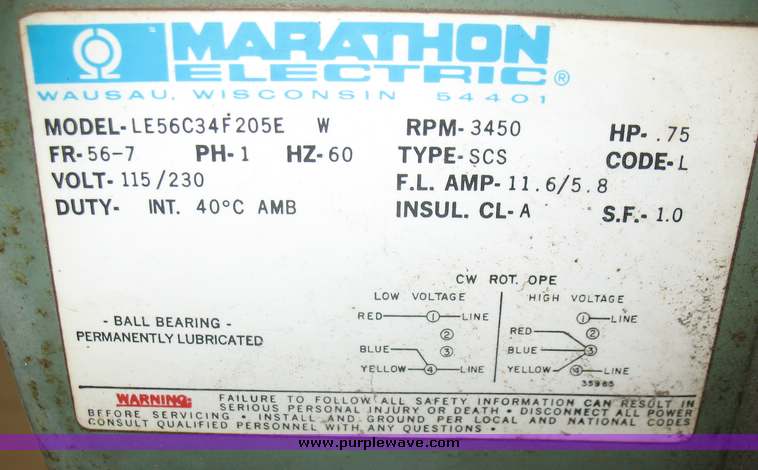 MARATHON
ELECTRIC®
WAUSAU, WISCONSIN 54401
MODEL- LE56C34F205E W RPM- 3450 HP- .75
FR- 56-7 PH- 1 HZ- 60 TYPE- SCS CODE- L
VOLT- 115/230 F.L. AMP- 11.6/5.8
DUTY- INT. 40°C AMB INSUL. CL- A S.F.- 1.0
CW ROT. OPE
LOW VOLTAGE HIGH VOLTAGE
RED 1 LINE 1 LINE
2 RED 2
BLUE 3 BLUE 3
YELLOW 4 LINE YELLOW 4 LINE
35985
- BALL BEARING -
PERMANENTLY LUBRICATED
WARNING: FAILURE TO FOLLOW ALL SAFETY INFORMATION CAN RESULT IN
SERIOUS PERSONAL INJURY OR DEATH • DISCONNECT ALL POWER
BEFORE SERVICING • INSTALL AND GROUND PER LOCAL AND NATIONAL CODES
CONSULT QUALIFIED PERSONNEL WITH ANY QUESTIONS •
www.purplewave.com